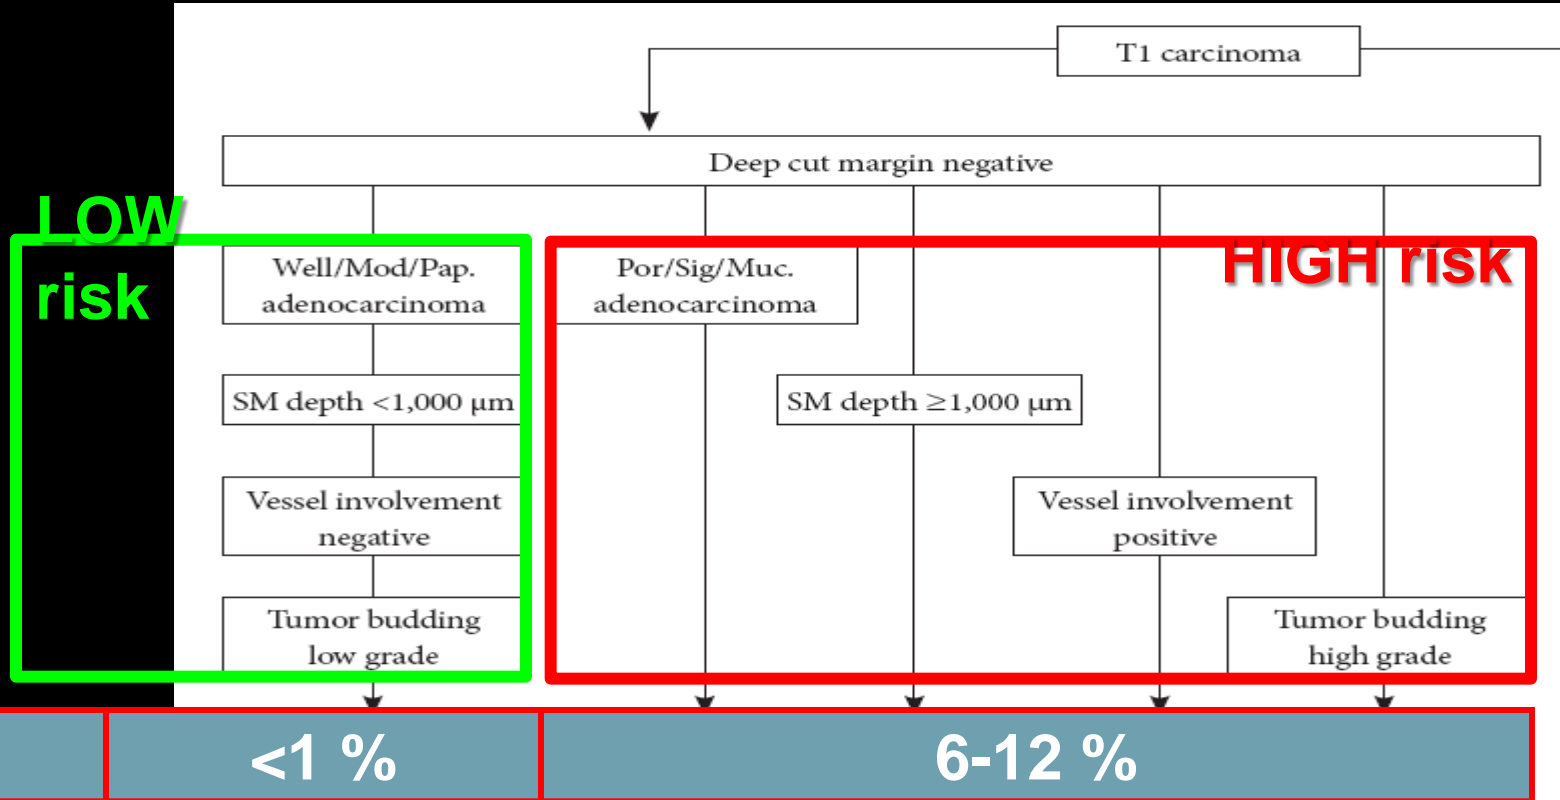 T1 carcinoma
Deep cut margin negative
LOW
risk
HIGH risk
Well/Mod/Pap.
adenocarcinoma
Por/Sig/Muc.
adenocarcinoma
SM depth <1,000 μm
SM depth ≥1,000 μm
Vessel involvement
negative
Vessel involvement
positive
Tumor budding
low grade
Tumor budding
high grade
<1 %
6-12 %